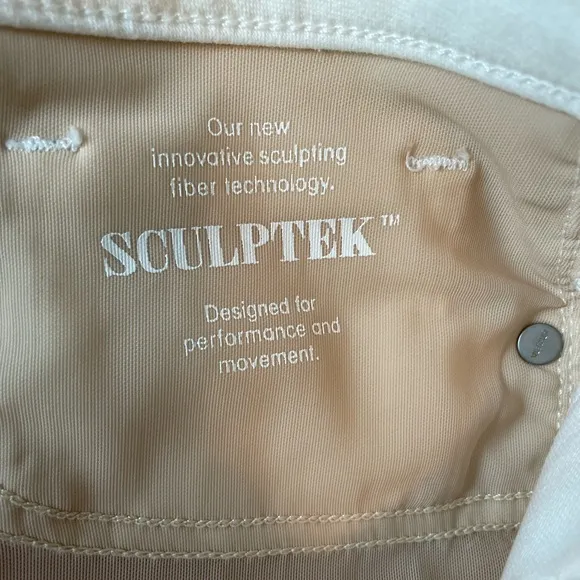 Our new
innovative sculpting
fiber technology.
SCULPTEK™
Designed for
performance and
movement.